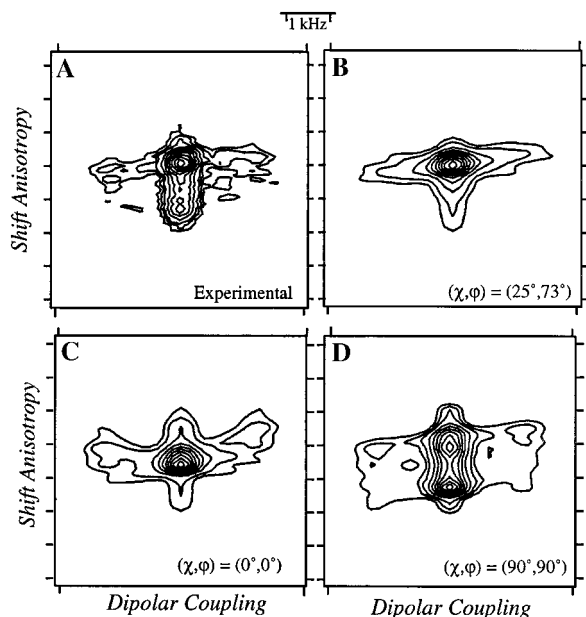 1 kHz
A
B
Shift Anisotropy
Experimental
(χ,φ) = (25°,73°)
C
D
Shift Anisotropy
(χ,φ) = (0°,0°)
(χ,φ) = (90°,90°)
Dipolar Coupling
Dipolar Coupling